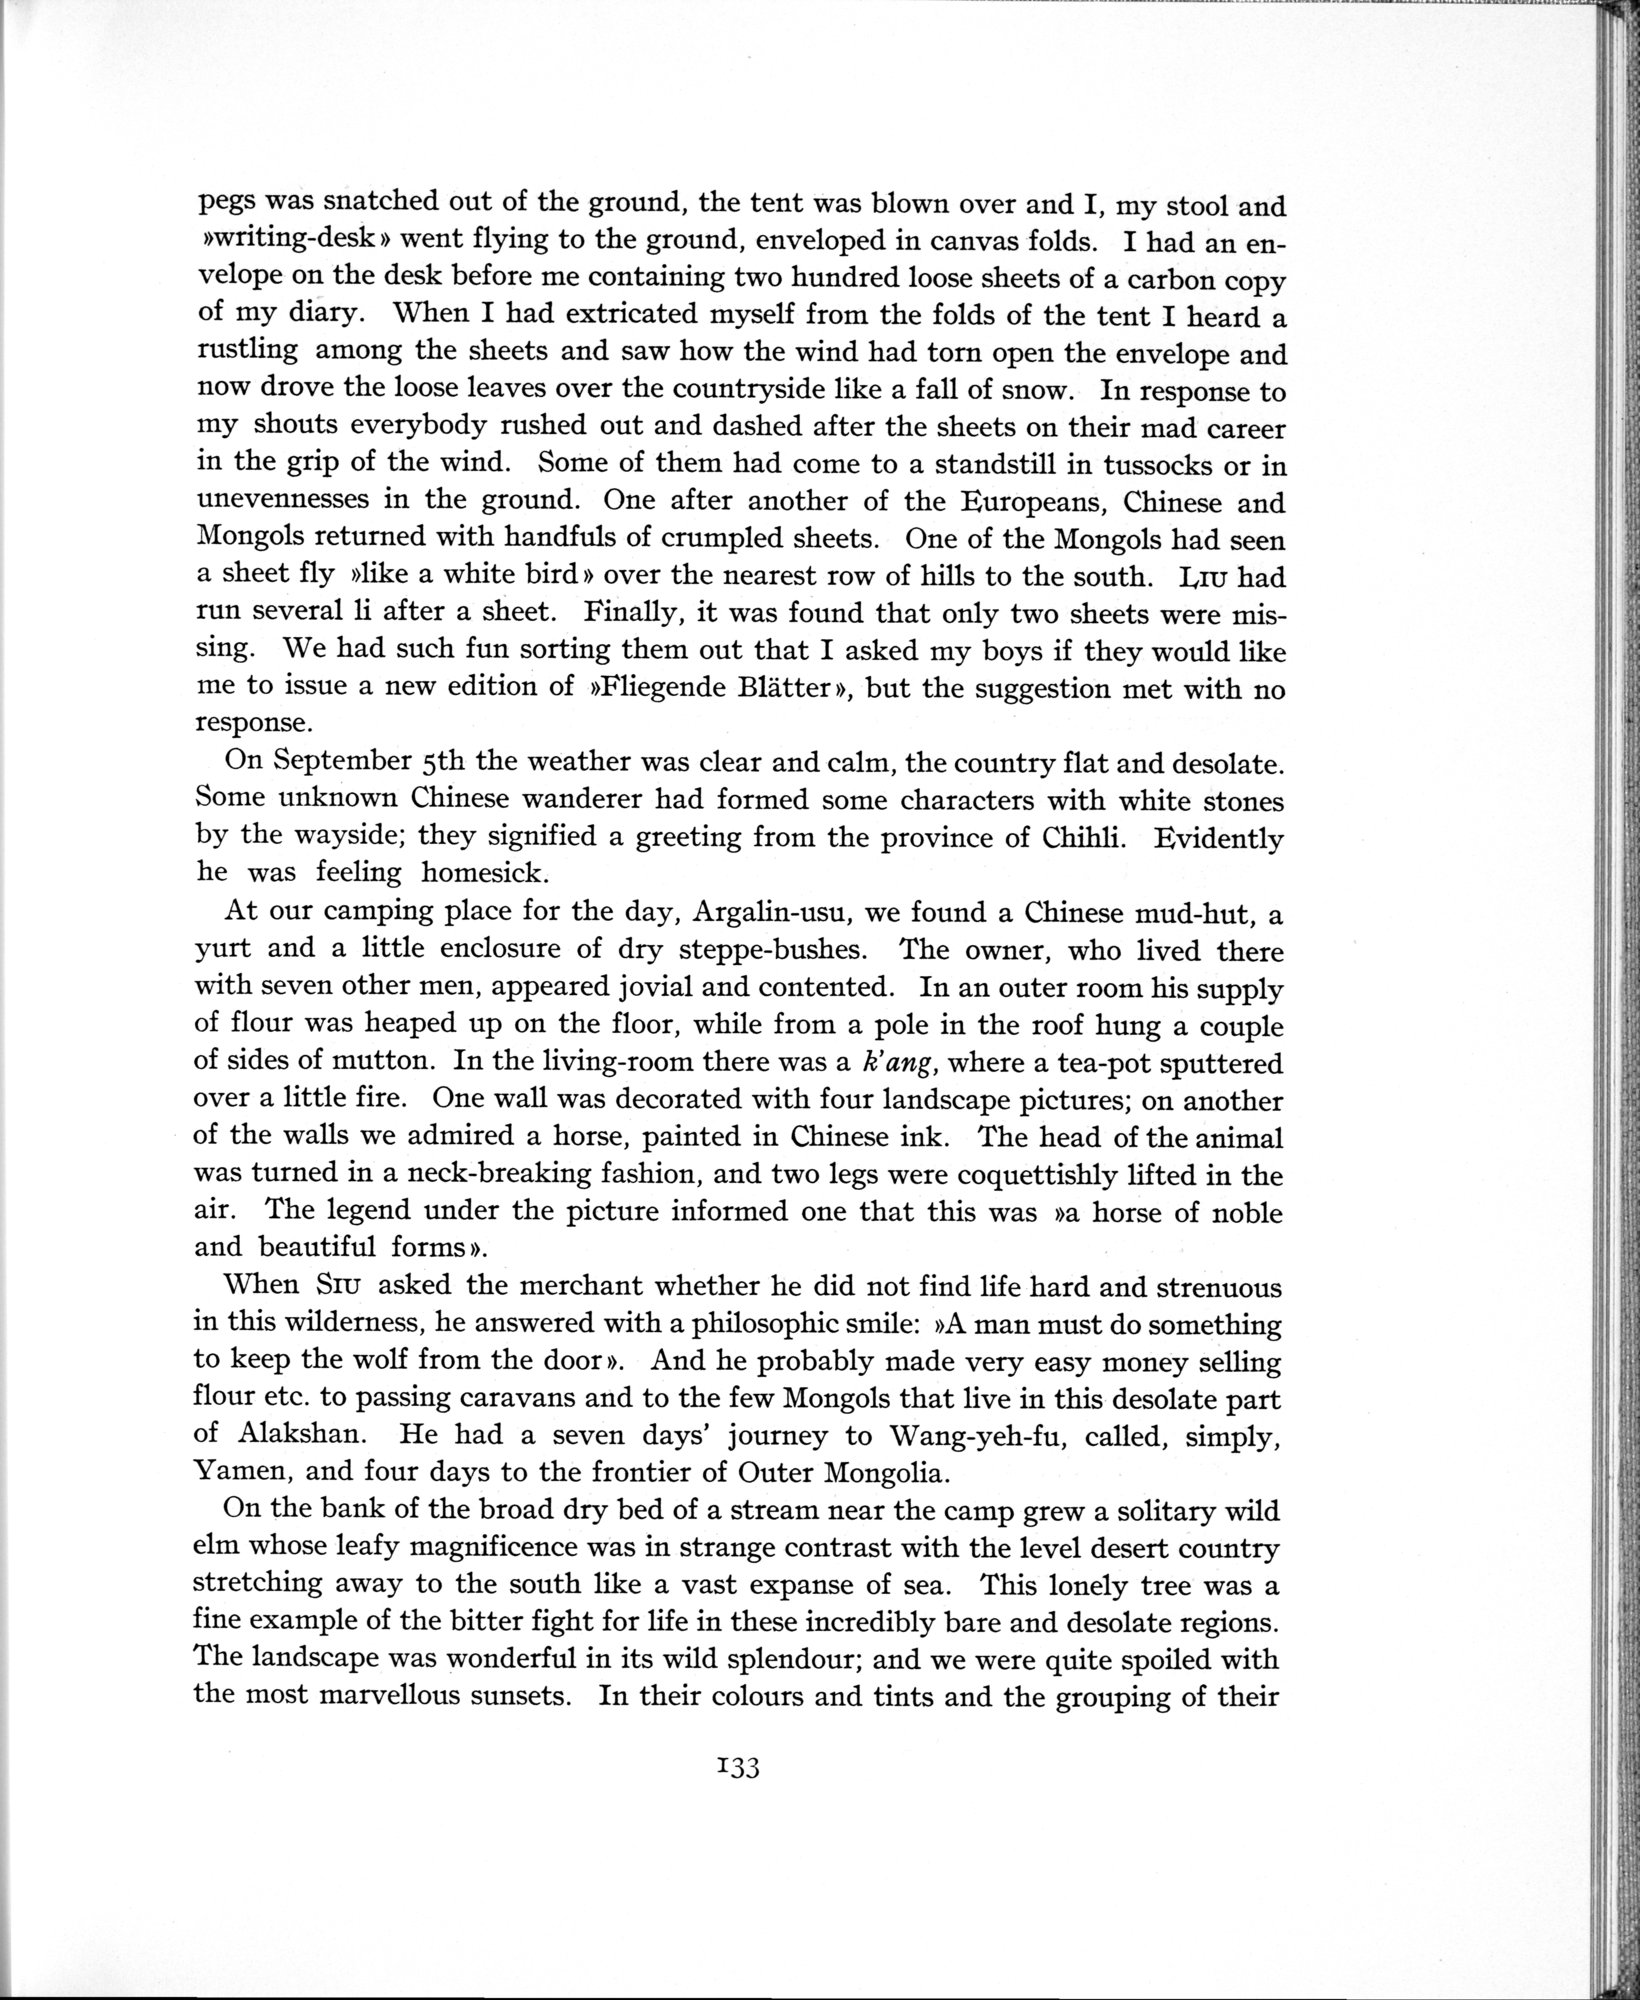 pegs was snatched out of the ground, the tent was blown over and I, my stool and
»writing-desk» went flying to the ground, enveloped in canvas folds. I had an en-
velope on the desk before me containing two hundred loose sheets of a carbon copy
of my diary. When I had extricated myself from the folds of the tent I heard a
rustling among the sheets and saw how the wind had torn open the envelope and
now drove the loose leaves over the countryside like a fall of snow. In response to
my shouts everybody rushed out and dashed after the sheets on their mad career
in the grip of the wind. Some of them had come to a standstill in tussocks or in
unevennesses in the ground. One after another of the Europeans, Chinese and
Mongols returned with handfuls of crumpled sheets. One of the Mongols had seen
a sheet fly »like a white bird» over the nearest row of hills to the south. LIU had
run several li after a sheet. Finally, it was found that only two sheets were mis-
sing. We had such fun sorting them out that I asked my boys if they would like
me to issue a new edition of »Fliegende Blätter», but the suggestion met with no
response.
On September 5th the weather was clear and calm, the country flat and desolate.
Some unknown Chinese wanderer had formed some characters with white stones
by the wayside; they signified a greeting from the province of Chihli. Evidently
he was feeling homesick.
At our camping place for the day, Argalin-usu, we found a Chinese mud-hut, a
yurt and a little enclosure of dry steppe-bushes. The owner, who lived there
with seven other men, appeared jovial and contented. In an outer room his supply
of flour was heaped up on the floor, while from a pole in the roof hung a couple
of sides of mutton. In the living-room there was a k'ang, where a tea-pot sputtered
over a little fire. One wall was decorated with four landscape pictures; on another
of the walls we admired a horse, painted in Chinese ink. The head of the animal
was turned in a neck-breaking fashion, and two legs were coquettishly lifted in the
air. The legend under the picture informed one that this was »a horse of noble
and beautiful forms».
When SIU asked the merchant whether he did not find life hard and strenuous
in this wilderness, he answered with a philosophic smile: »A man must do something
to keep the wolf from the door». And he probably made very easy money selling
flour etc. to passing caravans and to the few Mongols that live in this desolate part
of Alakshan. He had a seven days' journey to Wang-yeh-fu, called, simply,
Yamen, and four days to the frontier of Outer Mongolia.
On the bank of the broad dry bed of a stream near the camp grew a solitary wild
elm whose leafy magnificence was in strange contrast with the level desert country
stretching away to the south like a vast expanse of sea. This lonely tree was a
fine example of the bitter fight for life in these incredibly bare and desolate regions.
The landscape was wonderful in its wild splendour; and we were quite spoiled with
the most marvellous sunsets. In their colours and tints and the grouping of their
133